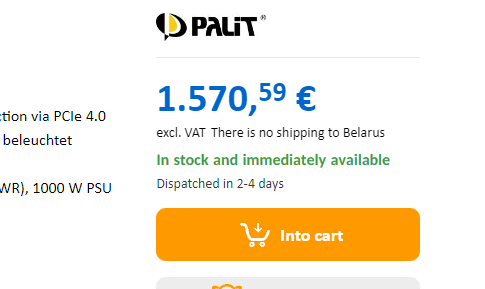 PALiT®
1.570,59 €
ction via PCIe 4.0
excl. VAT There is no shipping to Belarus
beleuchtet
In stock and immediately available
WR), 1000 W PSU
Dispatched in 2-4 days
Into cart